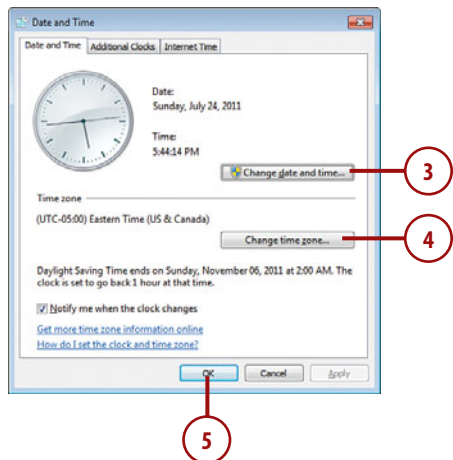 Date and Time
Date and Time Additional Clocks Internet Time
Date:
Sunday, July 24, 2011
Time:
5:44:14 PM
Change date and time...
3
Time zone
(UTC-05:00) Eastern Time (US & Canada)
Change time zone...
4
Daylight Saving Time ends on Sunday, November 06, 2011 at 2:00 AM. The
clock is set to go back 1 hour at that time.
Notify me when the clock changes
Get more time zone information online
How do I set the clock and time zone?
OK Cancel Apply
5